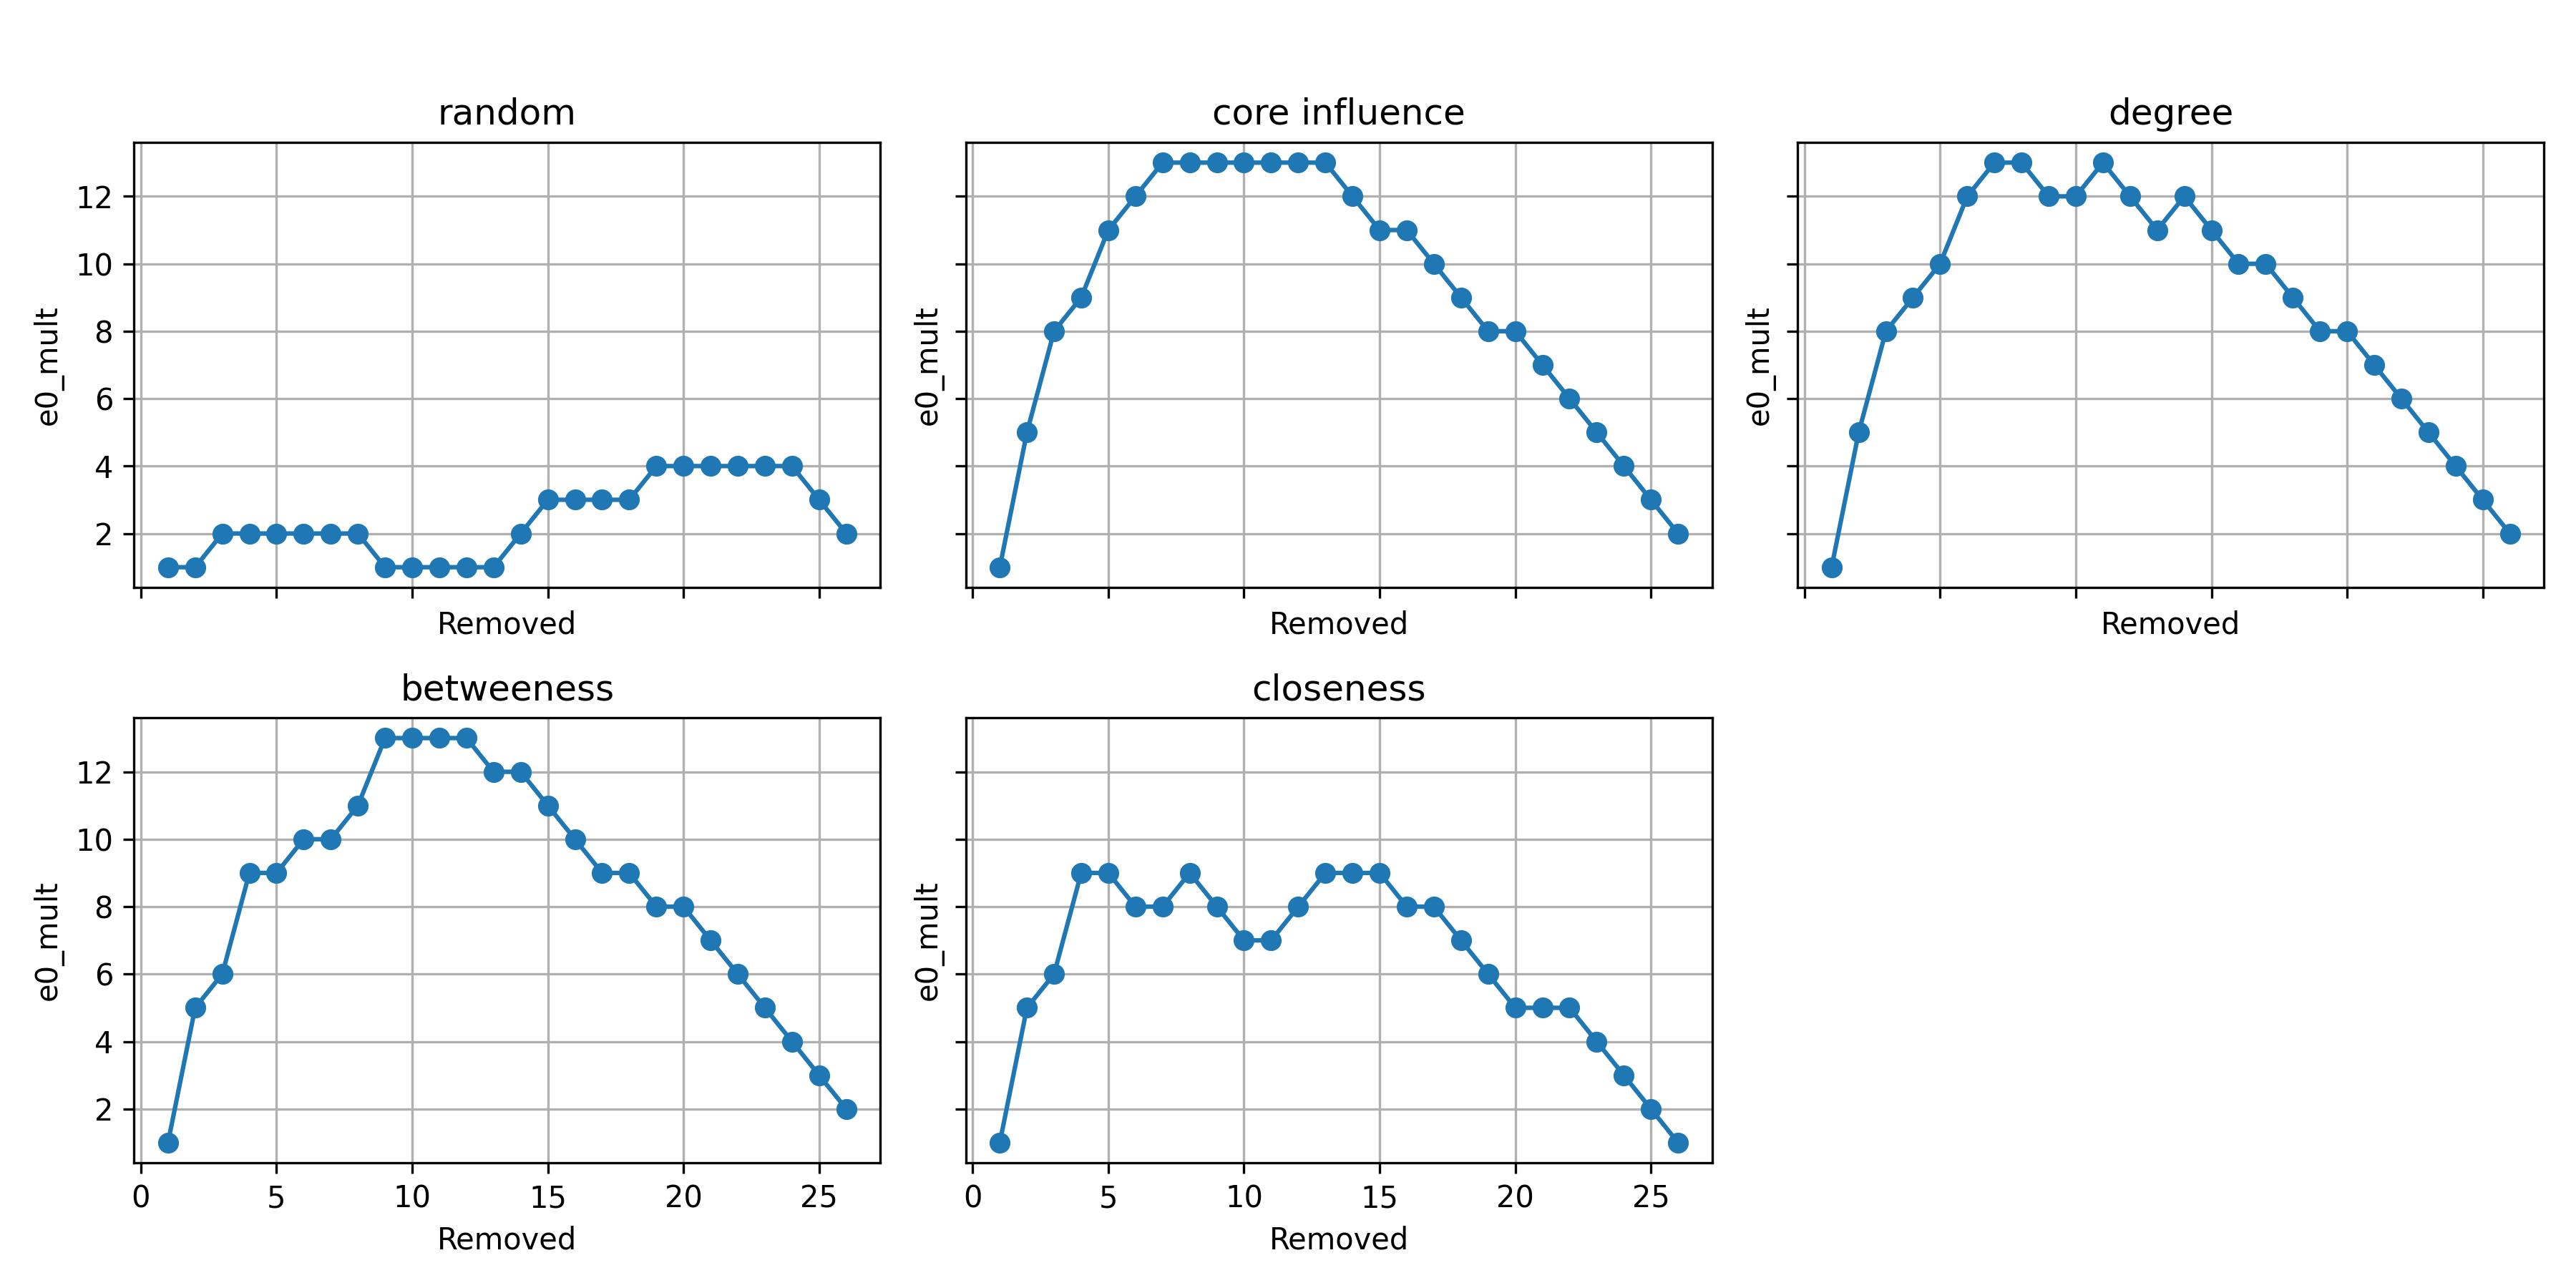 random
core influence
degree
12
10
8
6
4
2
e0_mult
e0_mult
e0_mult
Removed
Removed
Removed
betweeness
closeness
12
10
8
6
4
2
e0_mult
e0_mult
0 5 10 15 20 25
0 5 10 15 20 25
Removed
Removed